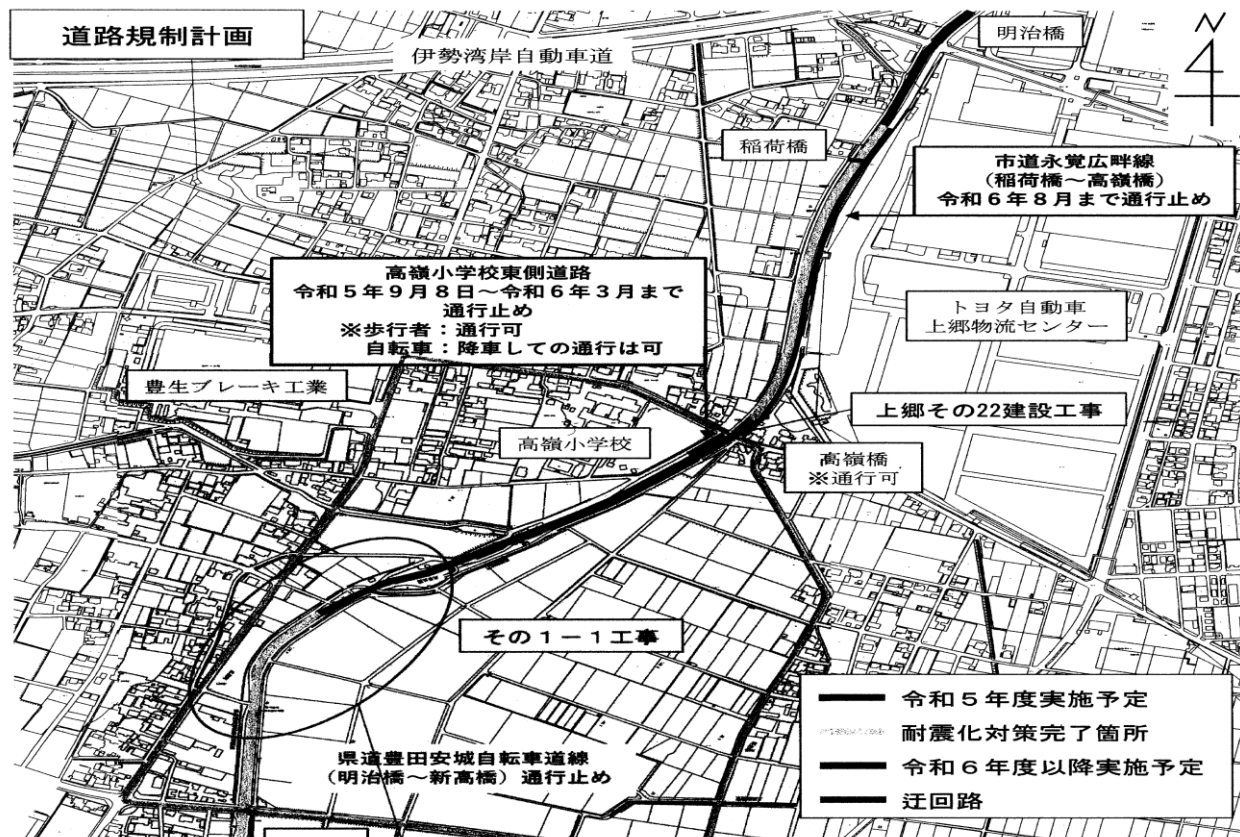 道路規制計画
伊勢湾岸自動車道
明治橋
N
稲荷橋
市道永覚広畔線
(稲荷橋~高嶺橋)
令和6年8月まで通行止め
高嶺小学校東側道路
令和5年9月8日~令和6年3月まで
通行止め
※歩行者:通行可
自転車:降車しての通行は可
トヨタ自動車
上郷物流センター
豊生ブレーキ工業
高嶺小学校
上郷その22建設工事
高嶺橋
※通行可
その1-1工事
県道豊田安城自転車道線
(明治橋~新高橋)通行止め
令和5年度実施予定
耐震化対策完了箇所
令和6年度以降実施予定
迂回路